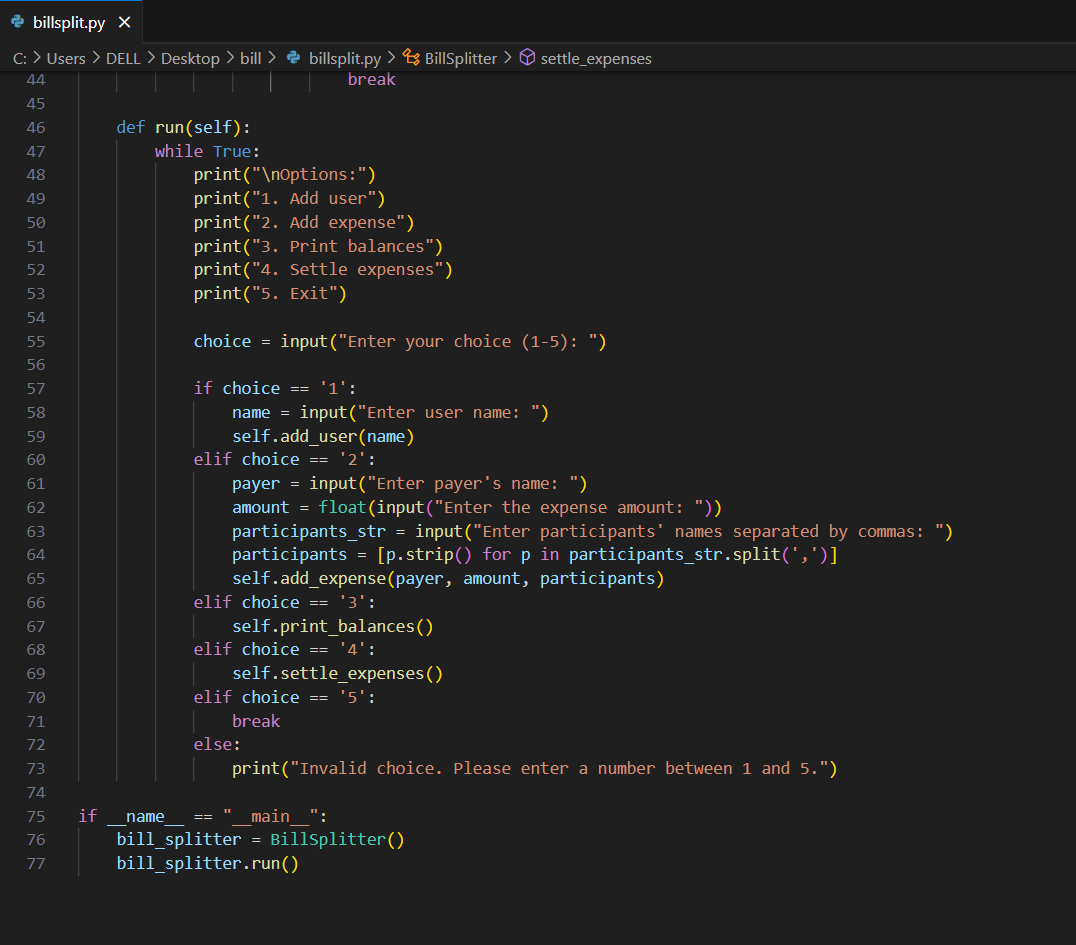 billsplit.py
C: > Users > DELL > Desktop > bill > billsplit.py > BillSplitter > settle_expenses
44                            break
45
46    def run(self):
47        while True:
48            print("\nOptions:")
49            print("1. Add user")
50            print("2. Add expense")
51            print("3. Print balances")
52            print("4. Settle expenses")
53            print("5. Exit")
54
55            choice = input("Enter your choice (1-5): ")
56
57            if choice == '1':
58                name = input("Enter user name: ")
59                self.add_user(name)
60            elif choice == '2':
61                payer = input("Enter payer's name: ")
62                amount = float(input("Enter the expense amount: "))
63                participants_str = input("Enter participants' names separated by commas: ")
64                participants = [p.strip() for p in participants_str.split(',')]
65                self.add_expense(payer, amount, participants)
66            elif choice == '3':
67                self.print_balances()
68            elif choice == '4':
69                self.settle_expenses()
70            elif choice == '5':
71                break
72            else:
73                print("Invalid choice. Please enter a number between 1 and 5.")
74
75 if __name__ == "__main__":
76    bill_splitter = BillSplitter()
77    bill_splitter.run()